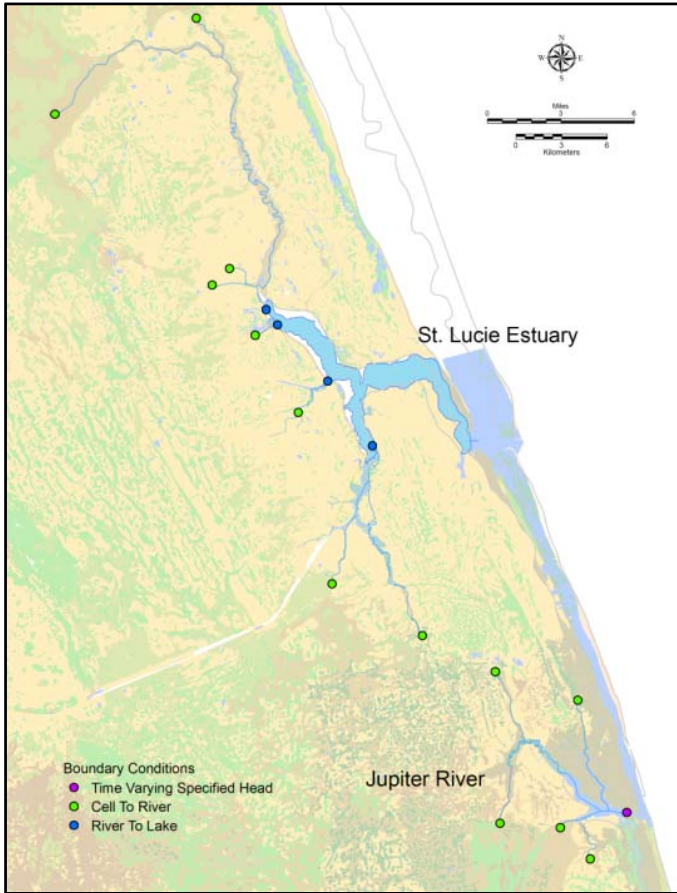 N
W E
S
Miles
0 3 6
0 3 6
Kilometers
St. Lucie Estuary
Jupiter River
Boundary Conditions
Time Varying Specified Head
Cell To River
River To Lake